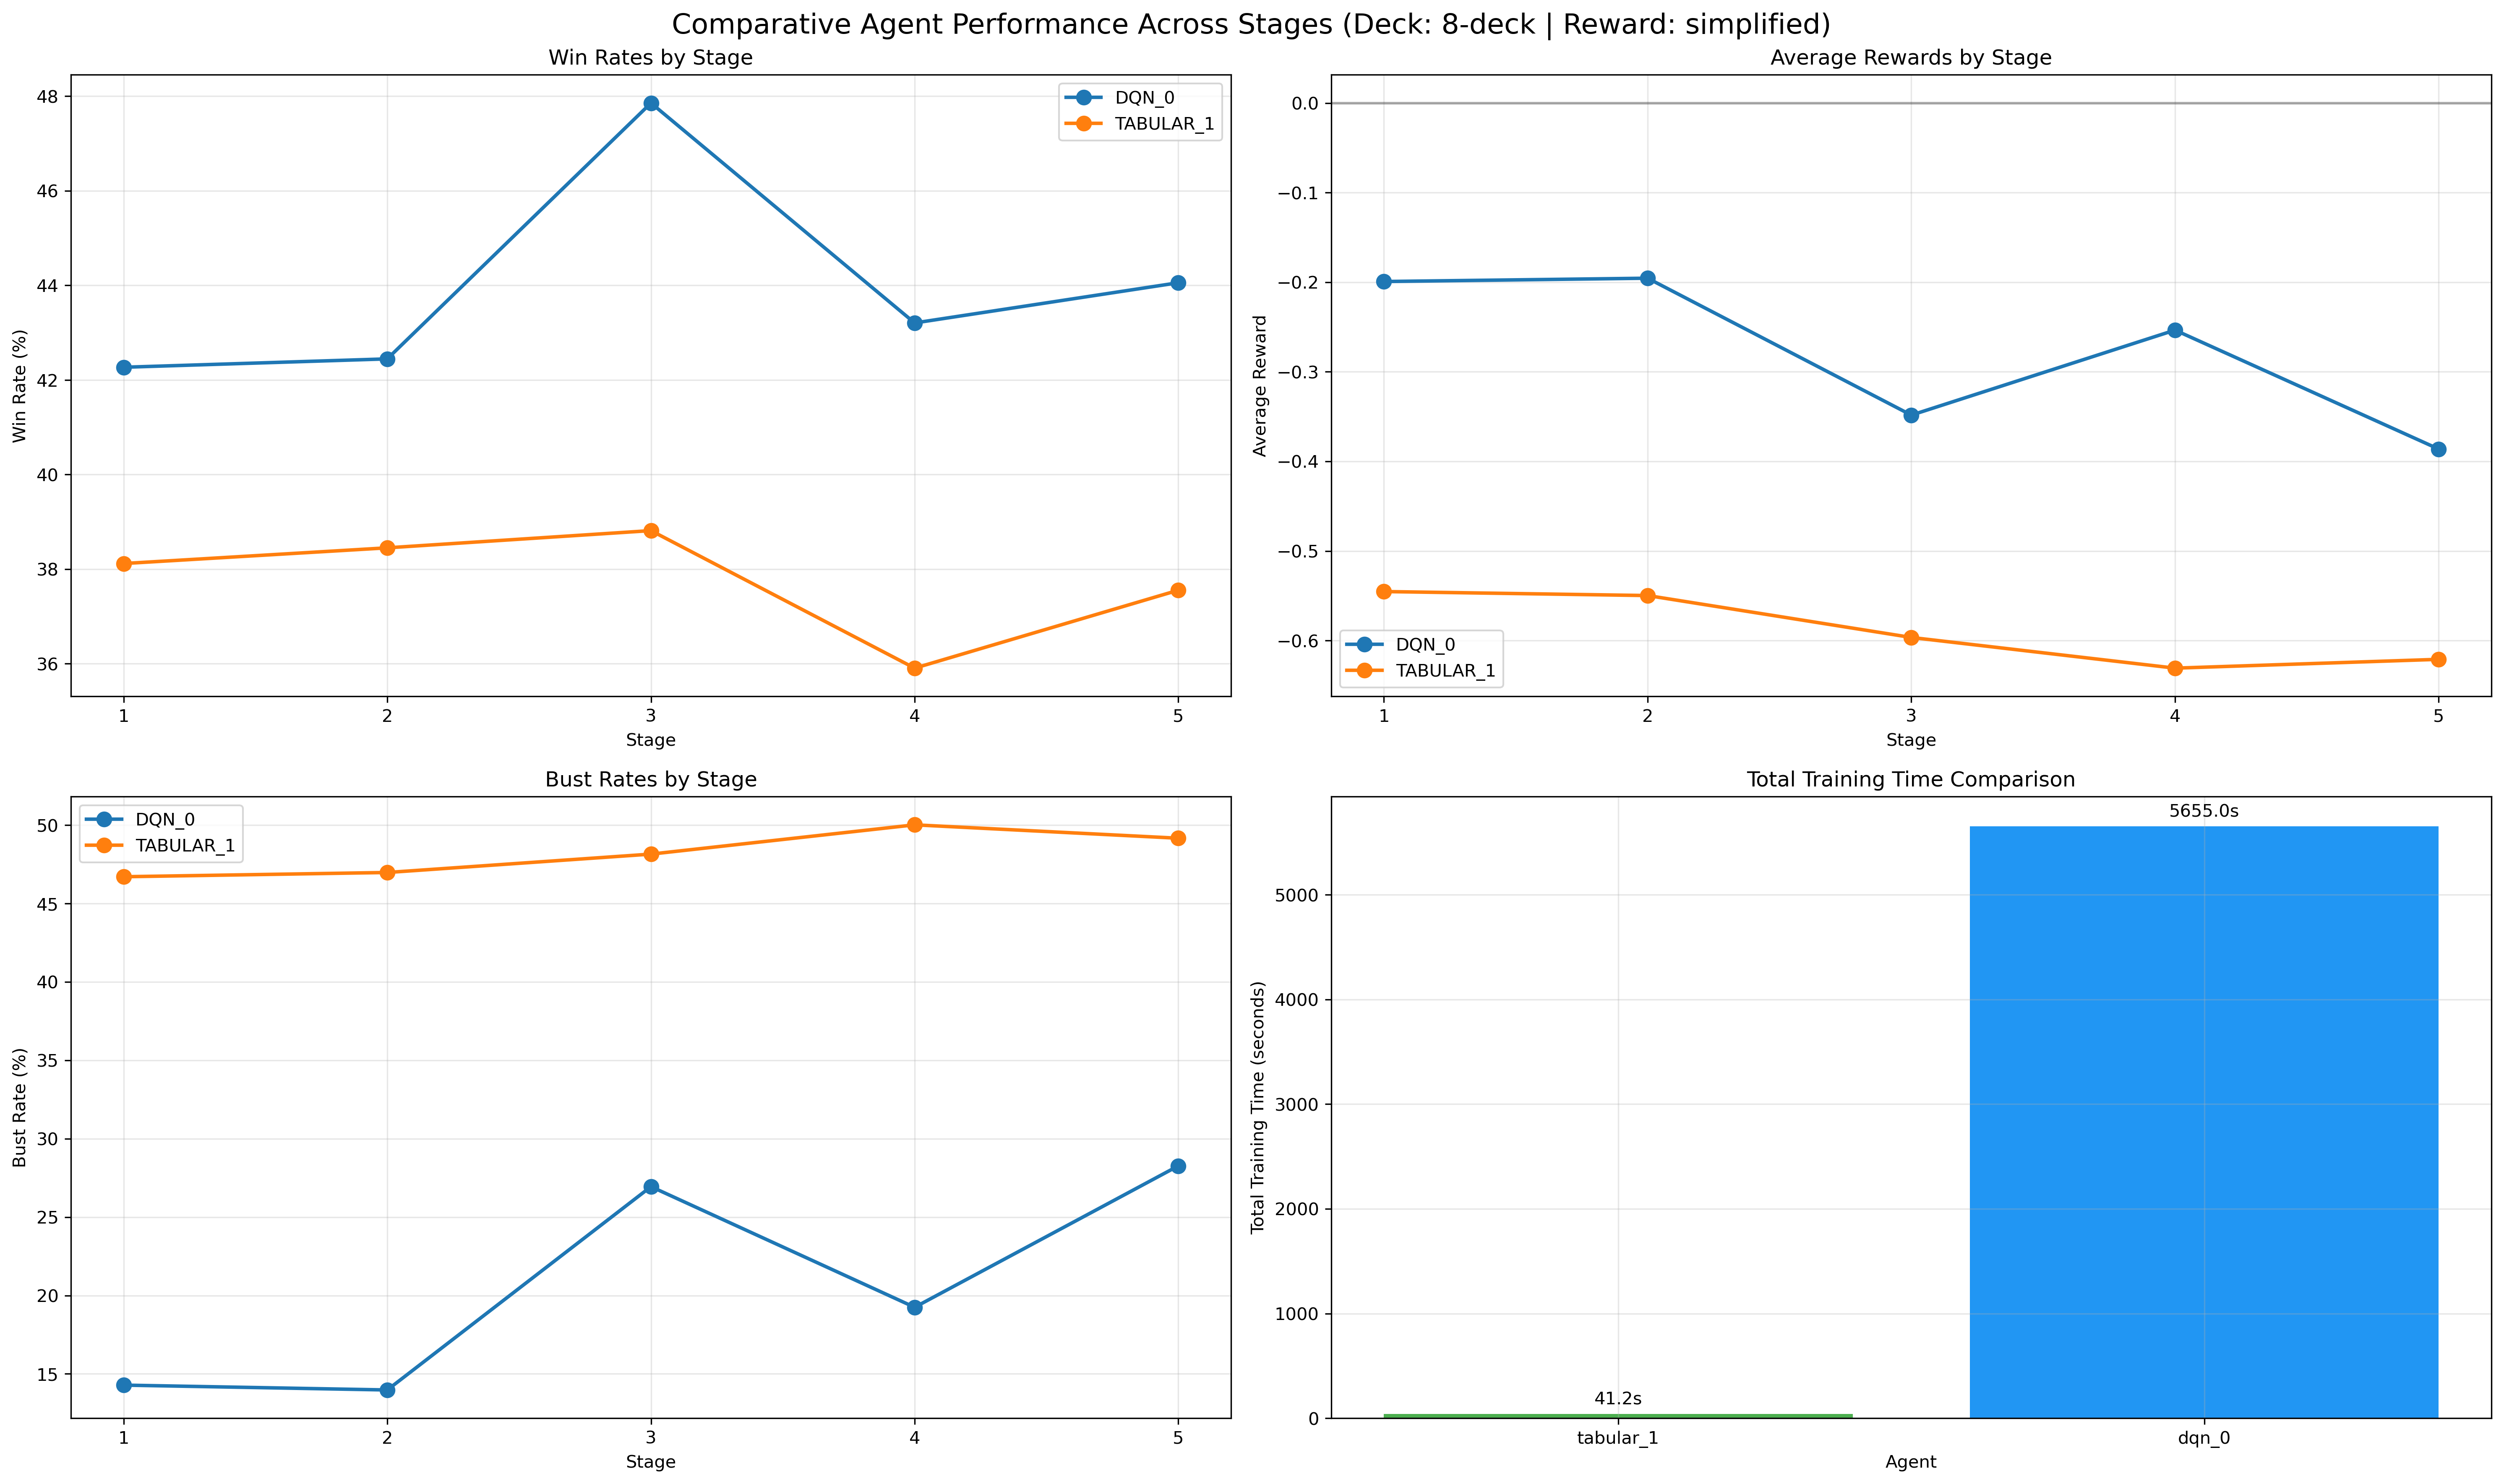 Comparative Agent Performance Across Stages (Deck: 8-deck | Reward: simplified)
Win Rates by Stage
48
46
44
42
40
38
36
Win Rate (%)
DQN_0
TABULAR_1
1 2 3 4 5
Stage
Average Rewards by Stage
0.0
−0.1
−0.2
−0.3
−0.4
−0.5
−0.6
Average Reward
DQN_0
TABULAR_1
1 2 3 4 5
Stage
Bust Rates by Stage
50
45
40
35
30
25
20
15
Bust Rate (%)
DQN_0
TABULAR_1
1 2 3 4 5
Stage
Total Training Time Comparison
5000
4000
3000
2000
1000
0
Total Training Time (seconds)
41.2s
5655.0s
tabular_1 dqn_0
Agent